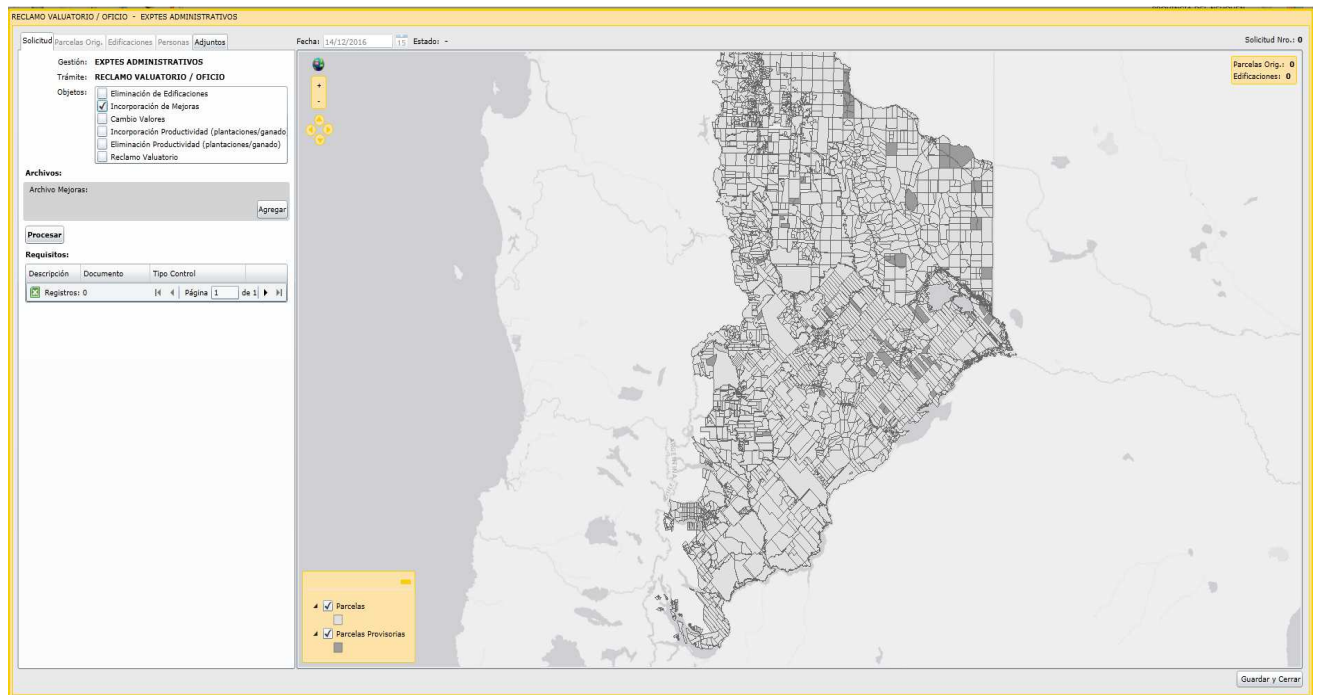 RECLAMO VALUATORIO / OFICIO - EXPTES ADMINISTRATIVOS
Solicitud Parcelas Orig. Edificaciones Personas Adjuntos
Fecha: 14/12/2016 15 Estado: -
Solicitud Nro.: 0
Gestión: EXPTES ADMINISTRATIVOS
Trámite: RECLAMO VALUATORIO / OFICIO
Objetos: Eliminación de Edificaciones
Incorporación de Mejoras
Cambio Valores
Incorporación Productividad (plantaciones/ganado
Eliminación Productividad (plantaciones/ganado)
Reclamo Valuatorio
Archivos:
Archivo Mejoras:
Agregar
Procesar
Requisitos:
Descripción Documento Tipo Control
Registros: 0 Página 1 de 1
+
-
Parcelas Orig.: 0
Edificaciones: 0
Parcelas
Parcelas Provisorias
Guardar y Cerrar